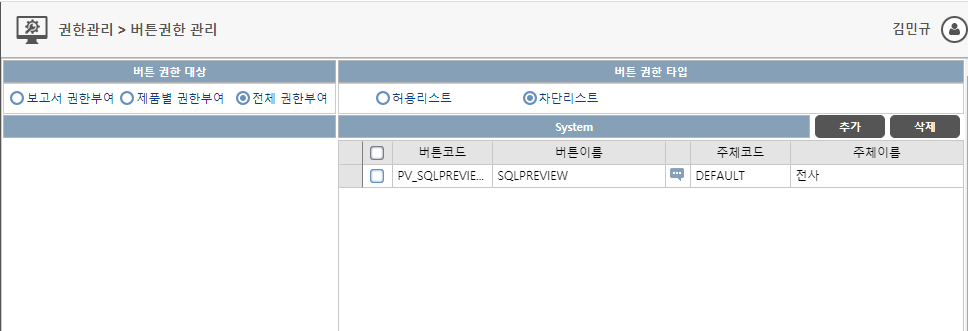 권한관리 > 버튼권한 관리
김민규
버튼 권한 대상
버튼 권한 타입
보고서 권한부여 제품별 권한부여 전체 권한부여
허용리스트 차단리스트
System
추가 삭제
버튼코드 버튼이름 주체코드 주체이름
PV_SQLPREVIE... SQLPREVIEW DEFAULT 전사